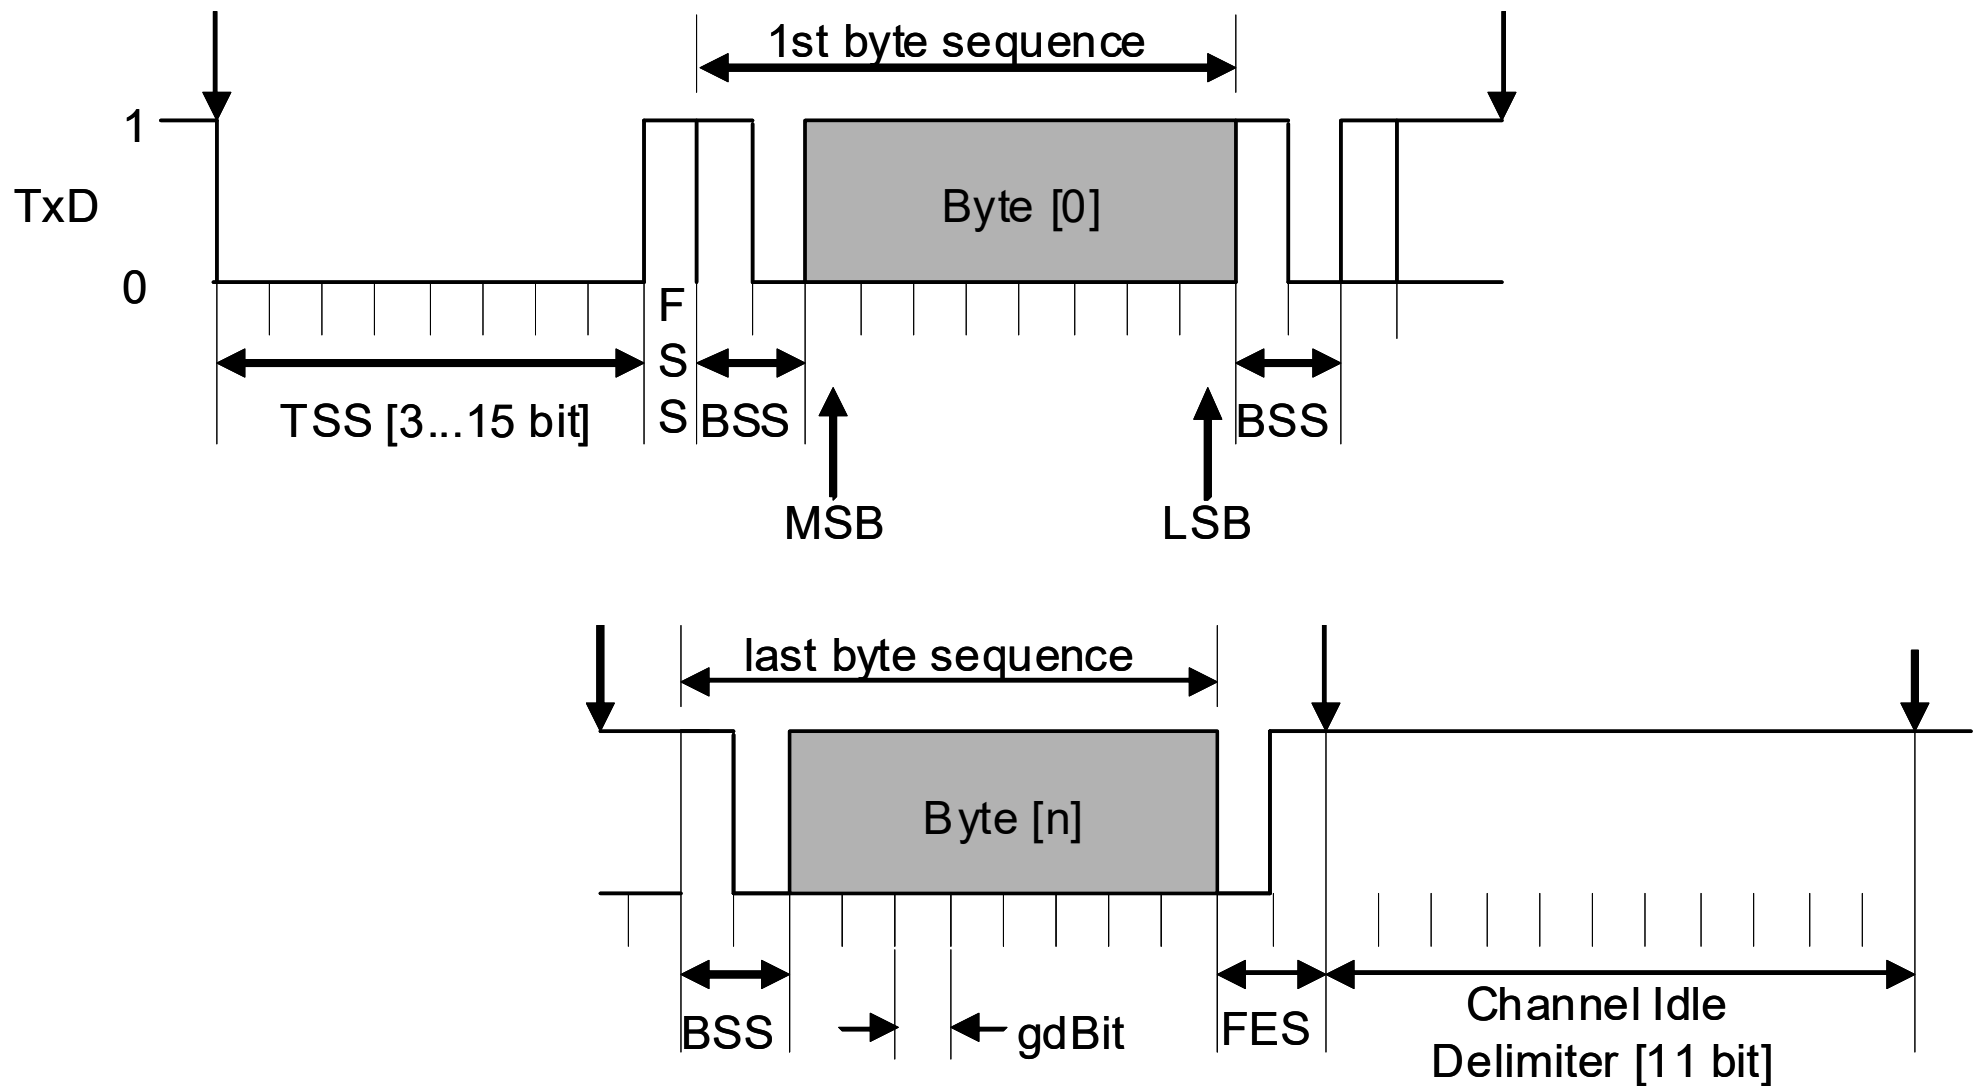 1st byte sequence
1
TxD
Byte [0]
0
F
S
S
TSS [3...15 bit]
BSS
BSS
MSB
LSB
last byte sequence
Byte [n]
BSS
gdBit
FES
Channel Idle
Delimiter [11 bit]